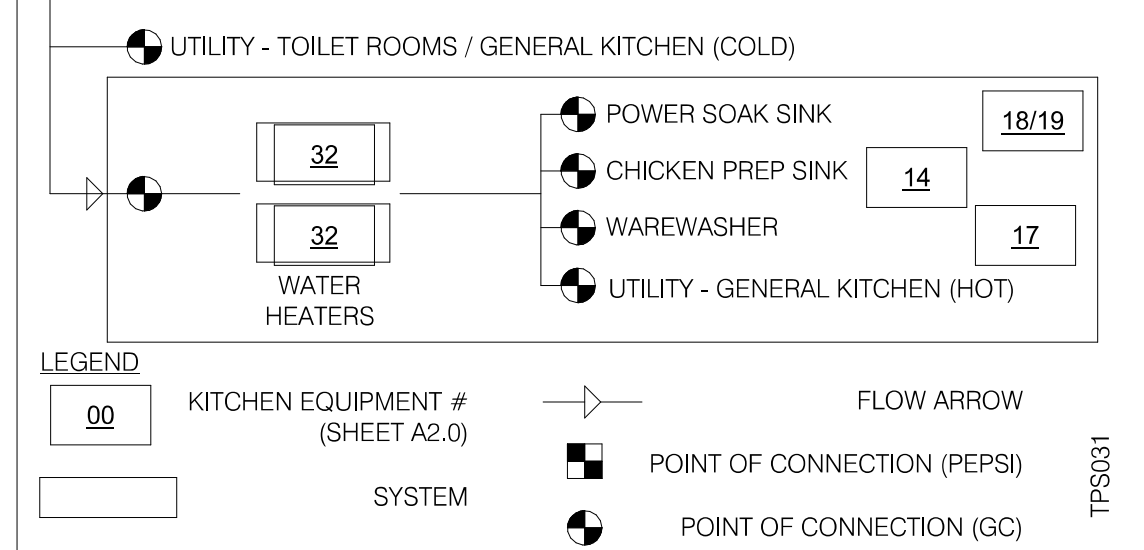 UTILITY - TOILET ROOMS / GENERAL KITCHEN (COLD)
POWER SOAK SINK
18/19
32
CHICKEN PREP SINK
14
32
WAREWASHER
17
WATER
HEATERS
UTILITY - GENERAL KITCHEN (HOT)
LEGEND
00
KITCHEN EQUIPMENT #
(SHEET A2.0)
FLOW ARROW
POINT OF CONNECTION (PEPSI)
SYSTEM
POINT OF CONNECTION (GC)
TPS031